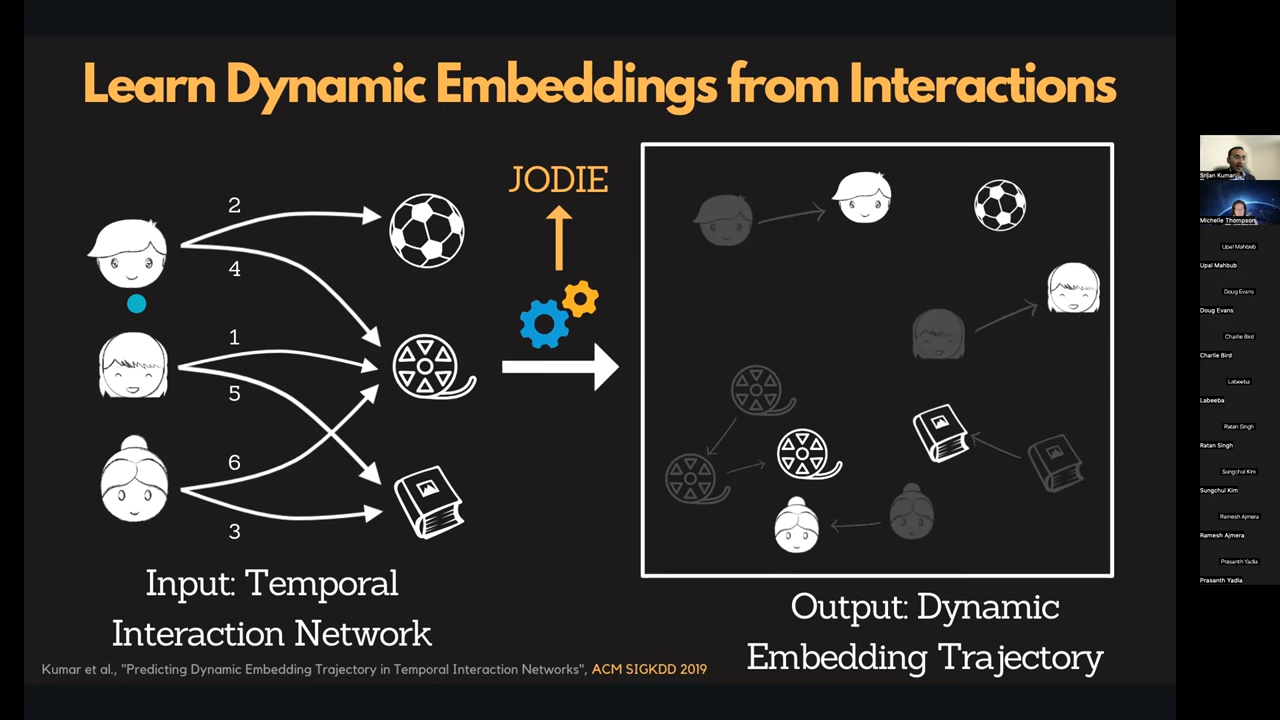 Learn Dynamic Embeddings from Interactions
JODIE
2
4
1
5
6
3
Input: Temporal
Interaction Network
Output: Dynamic
Embedding Trajectory
Kumar et al., "Predicting Dynamic Embedding Trajectory in Temporal Interaction Networks", ACM SIGKDD 2019
Srijan Kumar
Michelle Thompson
Upal Mahbub
Upal Mahbub
Doug Evans
Doug Evans
Charlie Bird
Charlie Bird
Labeeba
Labeeba
Ratan Singh
Ratan Singh
Sungchul Kim
Sungchul Kim
Ramesh Ajmera
Ramesh Ajmera
Prasanth Yadla
Prasanth Yadla